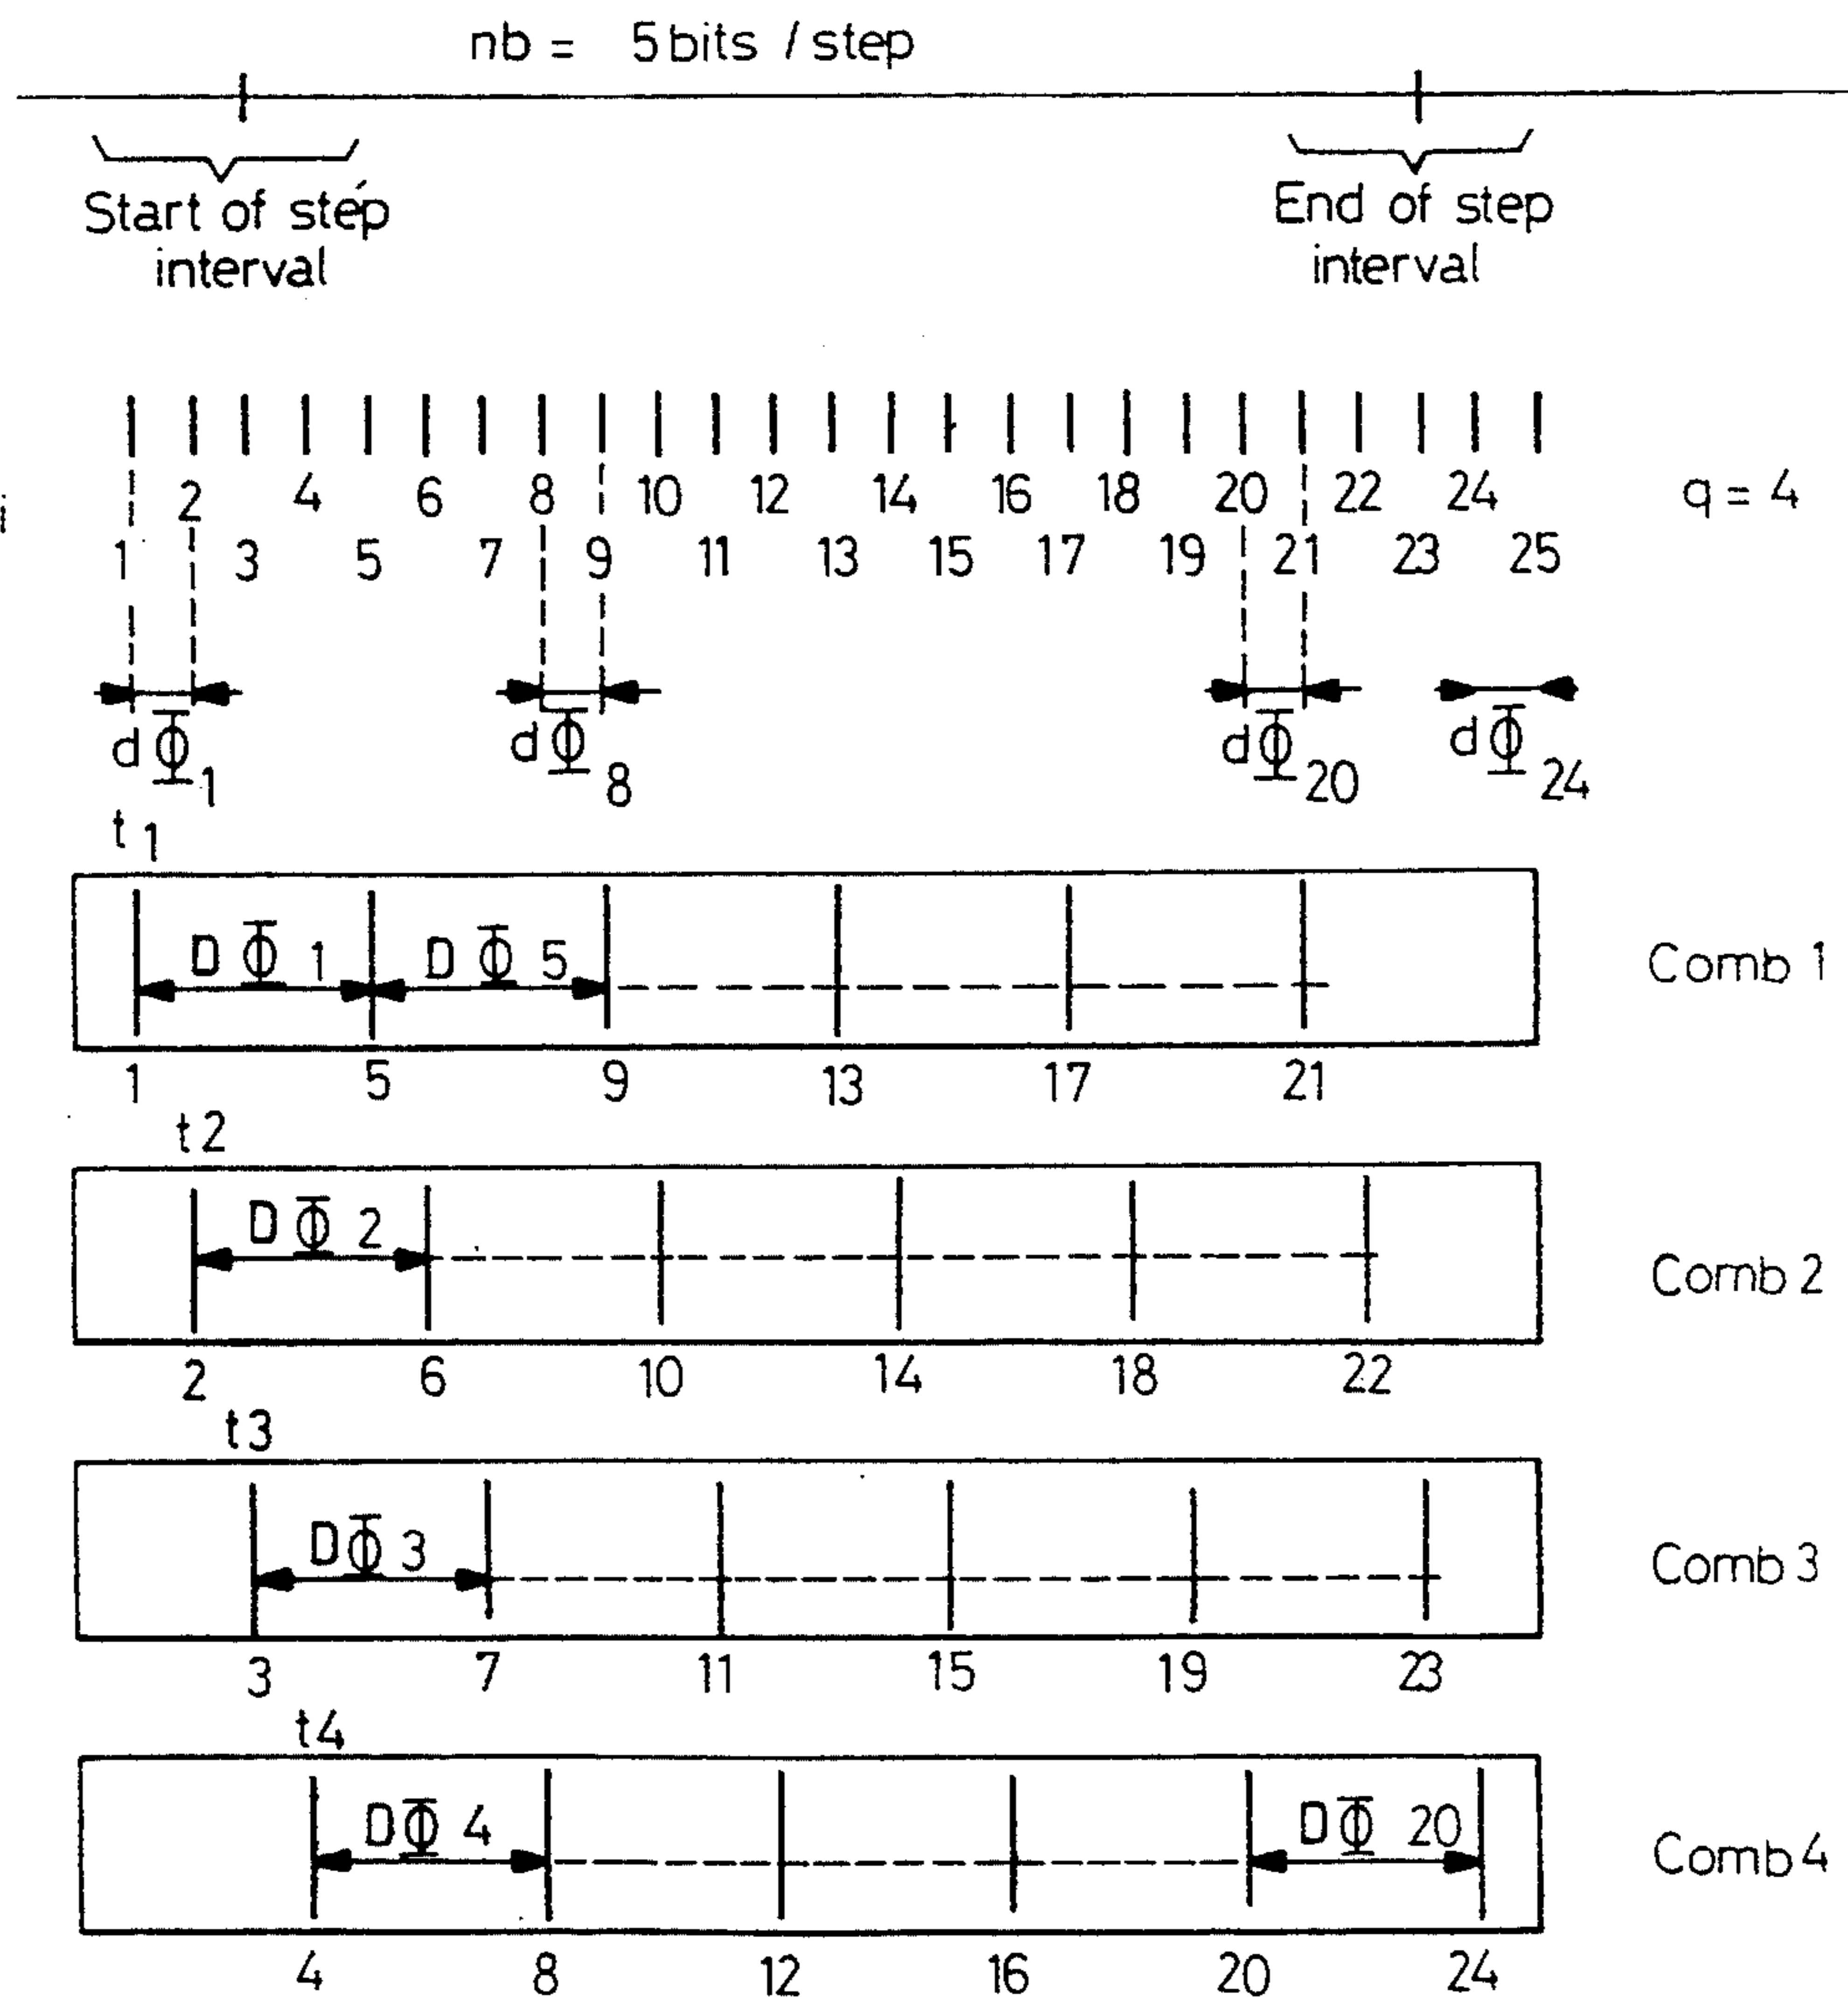 nb = 5 bits / step
Start of step
interval
End of step
interval
2 4 6 8 10 12 14 16 18 20 22 24 q = 4
i
1 3 5 7 9 11 13 15 17 19 21 23 25
dΦ1 dΦ8 dΦ20 dΦ24
t1
DΦ1 DΦ5 Comb 1
1 5 9 13 17 21
t2
DΦ2 Comb 2
2 6 10 14 18 22
t3
DΦ3 Comb 3
3 7 11 15 19 23
t4
DΦ4 DΦ20 Comb 4
4 8 12 16 20 24